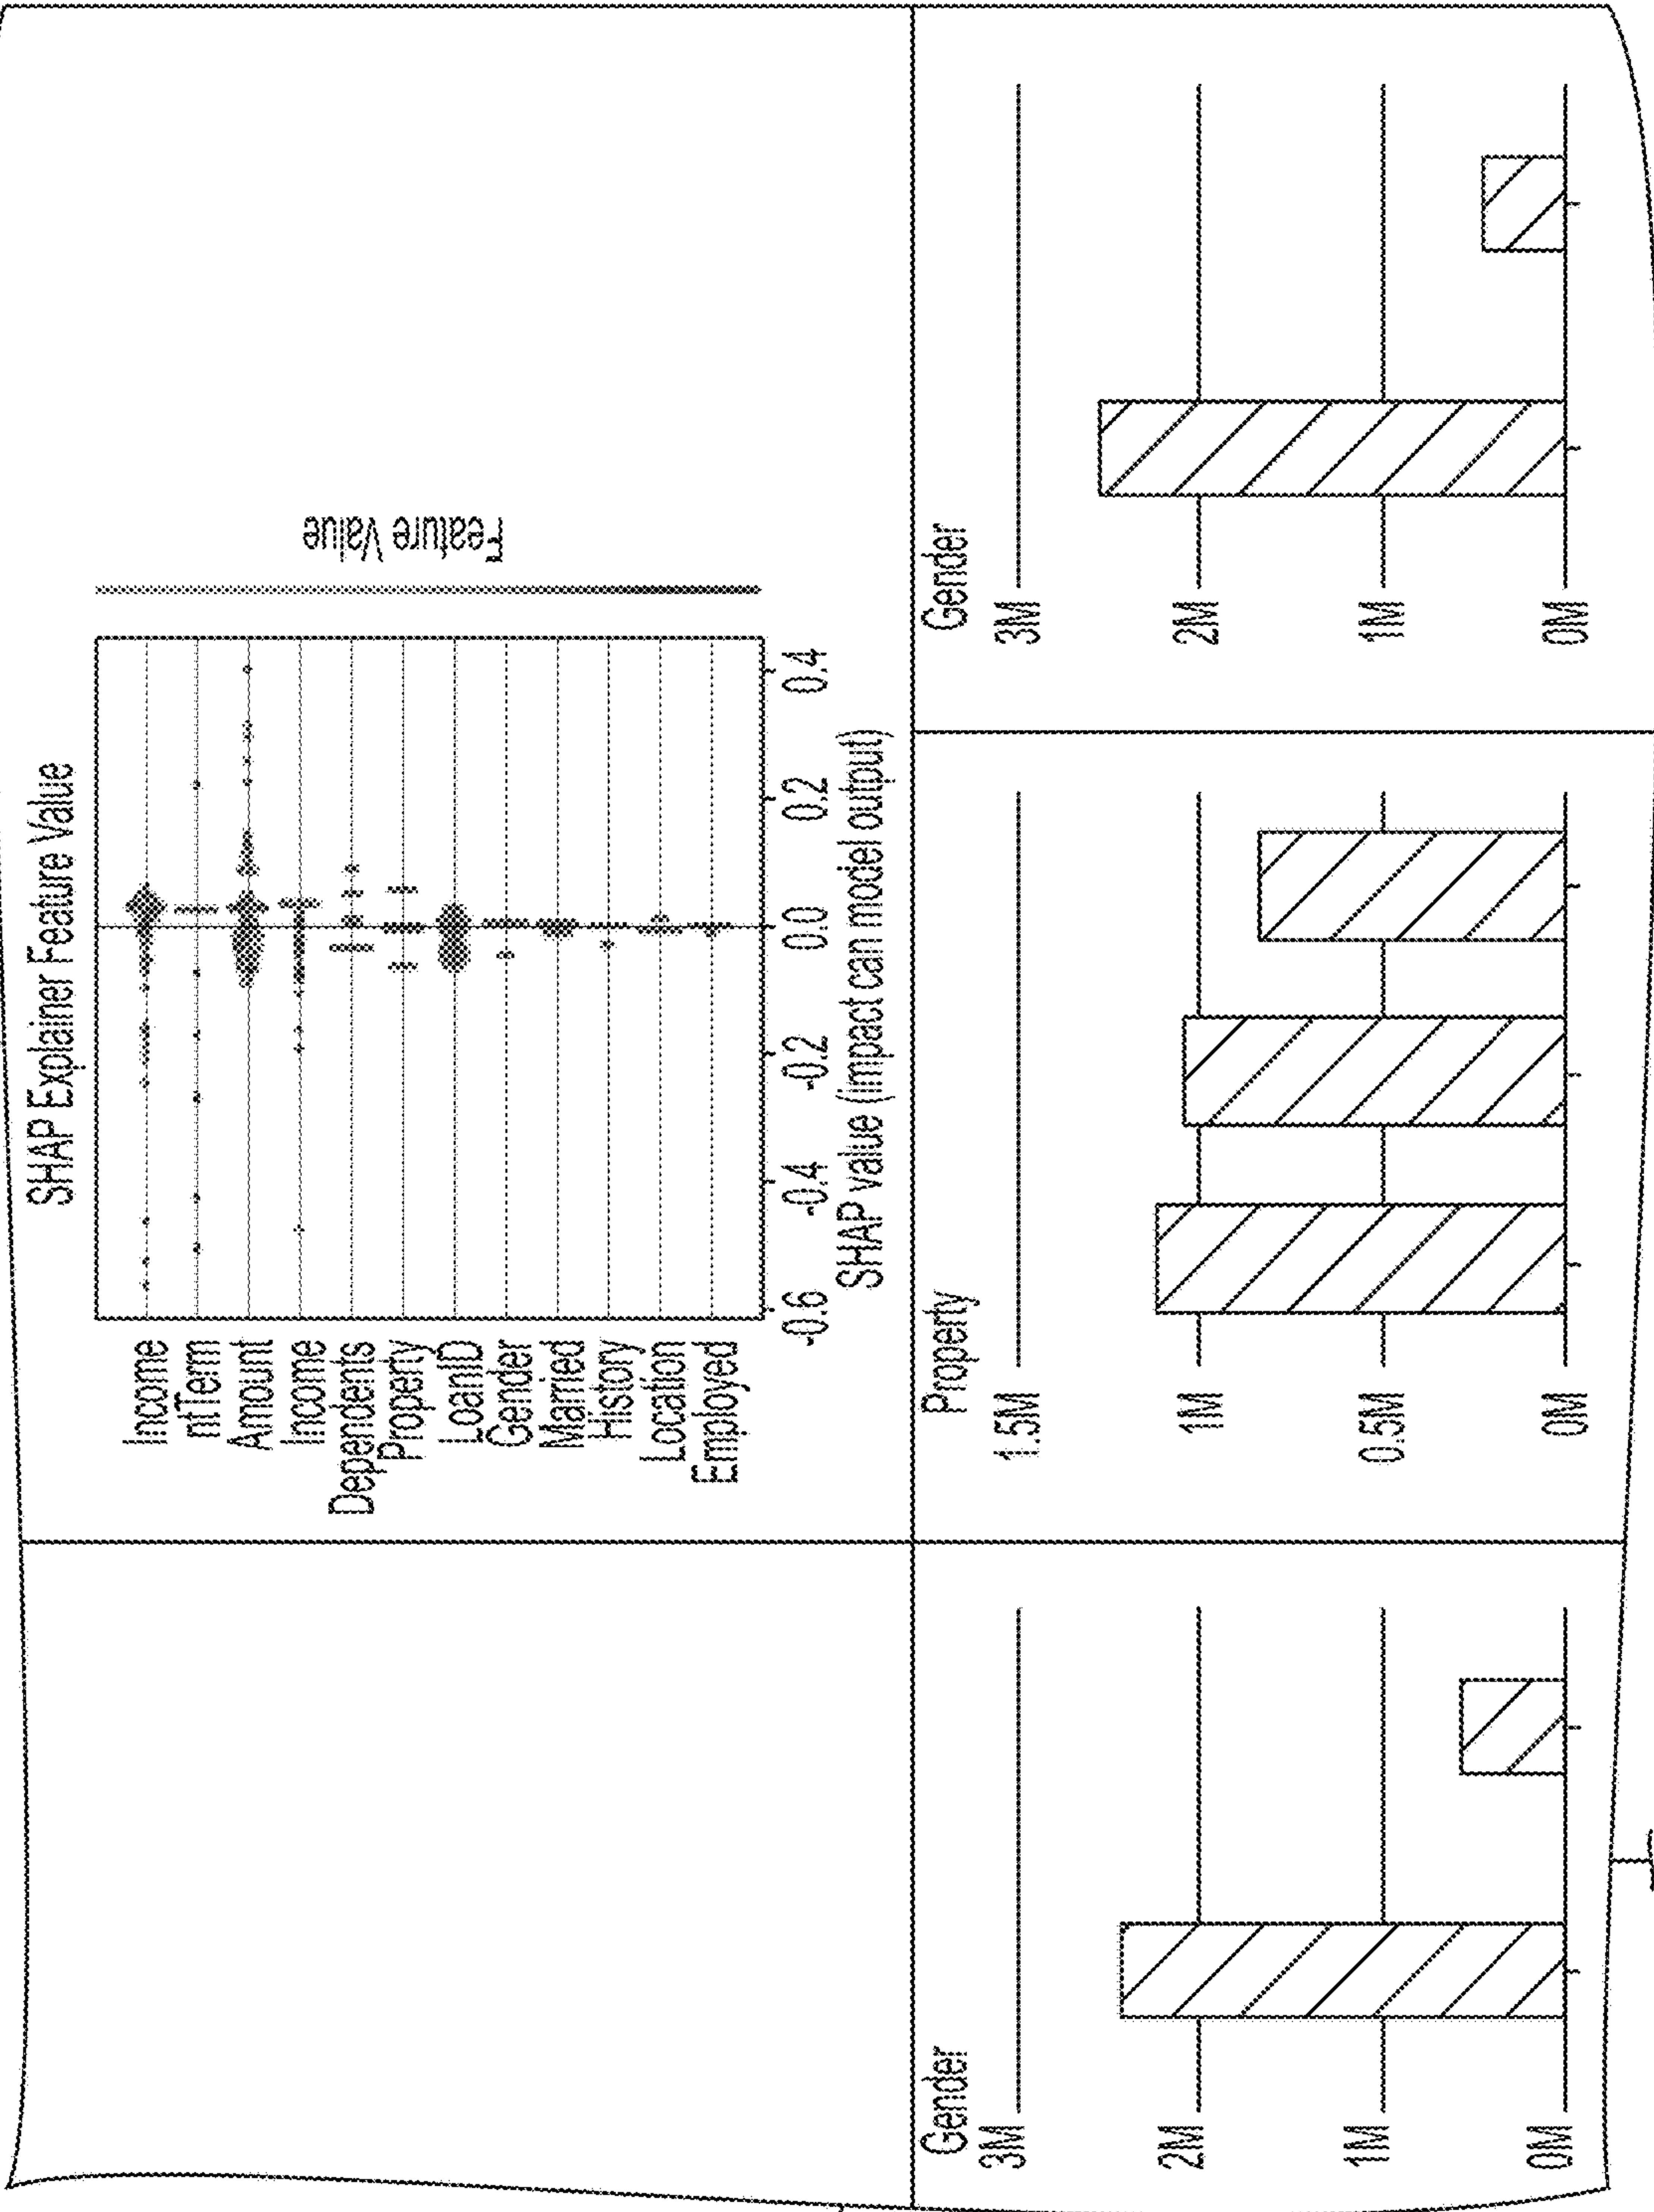 SHAP Explainer Feature Value
Income
ntTerm
Amount
Income
Dependents
Property
LoanID
Gender
Married
History
Location
Employed
-0.6
-0.4
-0.2
0.0
0.2
0.4
SHAP value (impact can model output)
Feature Value
Gender
3M
2M
1M
0M
Property
1.5M
1M
0.5M
0M
Gender
3M
2M
1M
0M